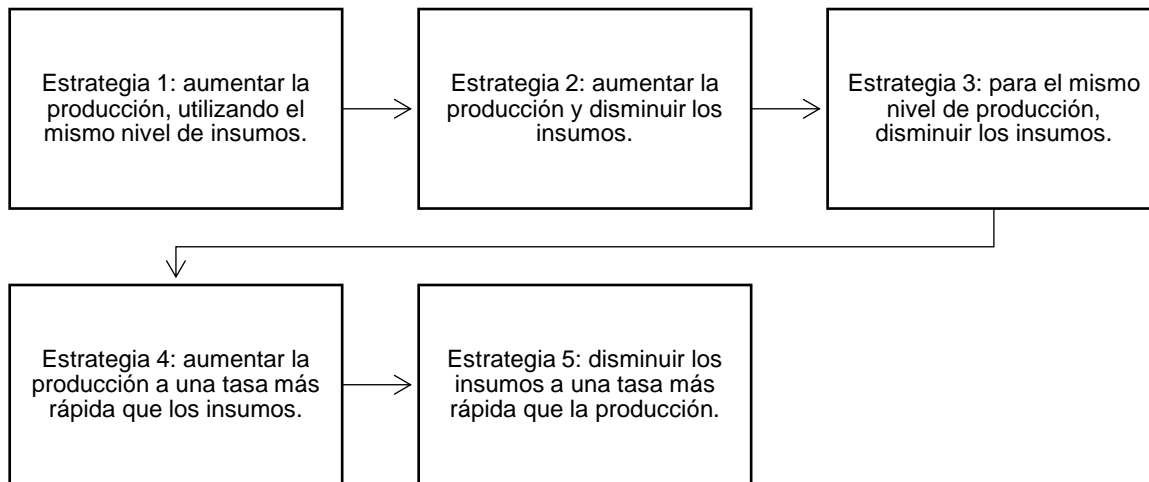 Estrategia 1: aumentar la
producción, utilizando el
mismo nivel de insumos.
Estrategia 2: aumentar la
producción y disminuir los
insumos.
Estrategia 3: para el mismo
nivel de producción,
disminuir los insumos.
Estrategia 4: aumentar la
producción a una tasa más
rápida que los insumos.
Estrategia 5: disminuir los
insumos a una tasa más
rápida que la producción.